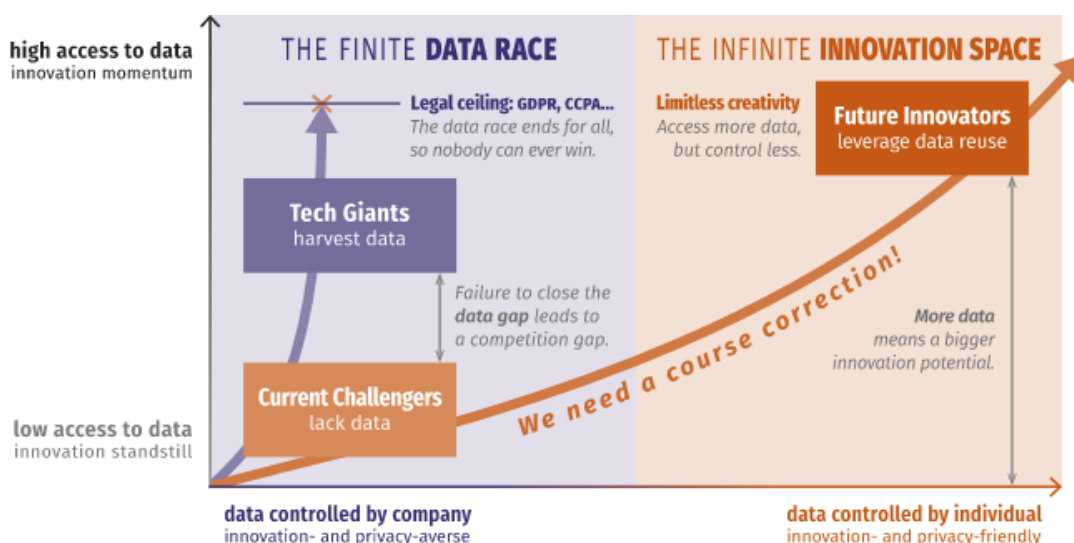 high access to data
innovation momentum
THE FINITE DATA RACE
Legal ceiling: GDPR, CCPA...
The data race ends for all,
so nobody can ever win.
Tech Giants
harvest data
Failure to close the
data gap leads to
a competition gap.
Current Challengers
lack data
low access to data
innovation standstill
THE INFINITE INNOVATION SPACE
Limitless creativity
Access more data,
but control less.
Future Innovators
leverage data reuse
We need a course correction!
More data
means a bigger
innovation potential.
data controlled by company
innovation- and privacy-averse
data controlled by individual
innovation- and privacy-friendly